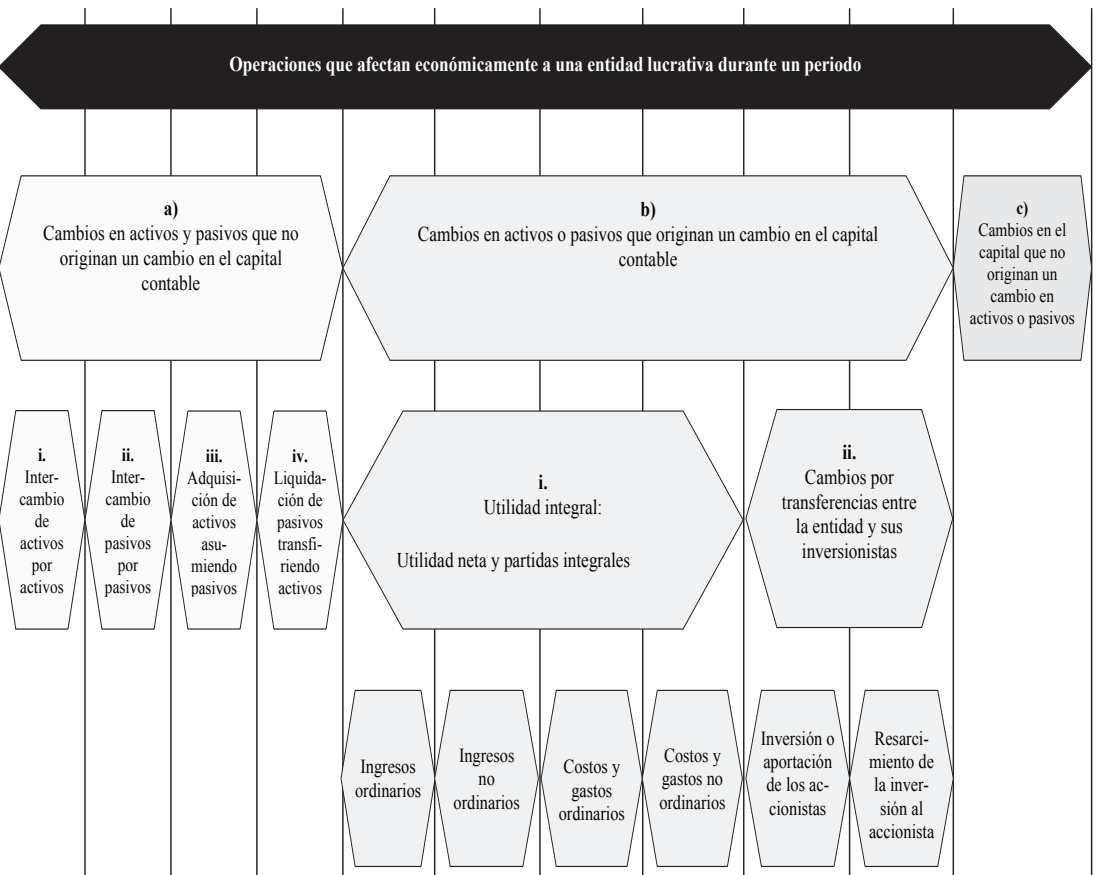 Operaciones que afectan económicamente a una entidad lucrativa durante un periodo
a)
Cambios en activos y pasivos que no
originan un cambio en el capital
contable
b)
Cambios en activos o pasivos que originan un cambio en el capital
contable
c)
Cambios en el
capital que no
originan un
cambio en
activos o pasivos
i.
Inter-
cambio
de
activos
por
activos
ii.
Inter-
cambio
de
pasivos
por
pasivos
iii.
Adquisi-
ción de
activos
asu-
miendo
pasivos
iv.
Liquida-
ción de
pasivos
transfi-
riendo
activos
i.
Utilidad integral:
Utilidad neta y partidas integrales
ii.
Cambios por
transferencias entre
la entidad y sus
inversionistas
Ingresos
ordinarios
Ingresos
no
ordinarios
Costos y
gastos
ordinarios
Costos y
gastos no
ordinarios
Inversión o
aportación
de los ac-
cionistas
Resarci-
miento de
la inver-
sión al
accionista